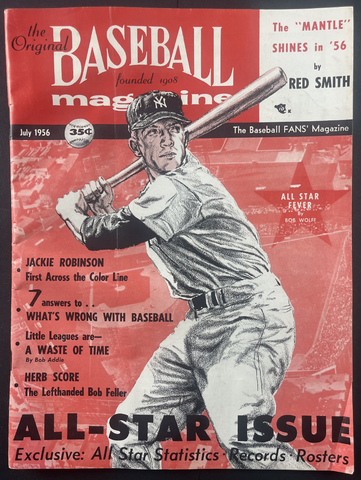 the
Original
BASEBALL
founded 1908
magazine
The "MANTLE"
SHINES in '56
by
RED SMITH
July 1956
35¢
The Baseball FANS' Magazine
NY
ALL STAR
FEVER
By
BOB WOLFF
JACKIE ROBINSON
First Across the Color Line
7 answers to . .
WHAT'S WRONG WITH BASEBALL
Little Leagues are—
A WASTE OF TIME
By Bob Addie
HERB SCORE
The Lefthanded Bob Feller
ALL-STAR ISSUE
Exclusive: All Star Statistics · Records · Rosters